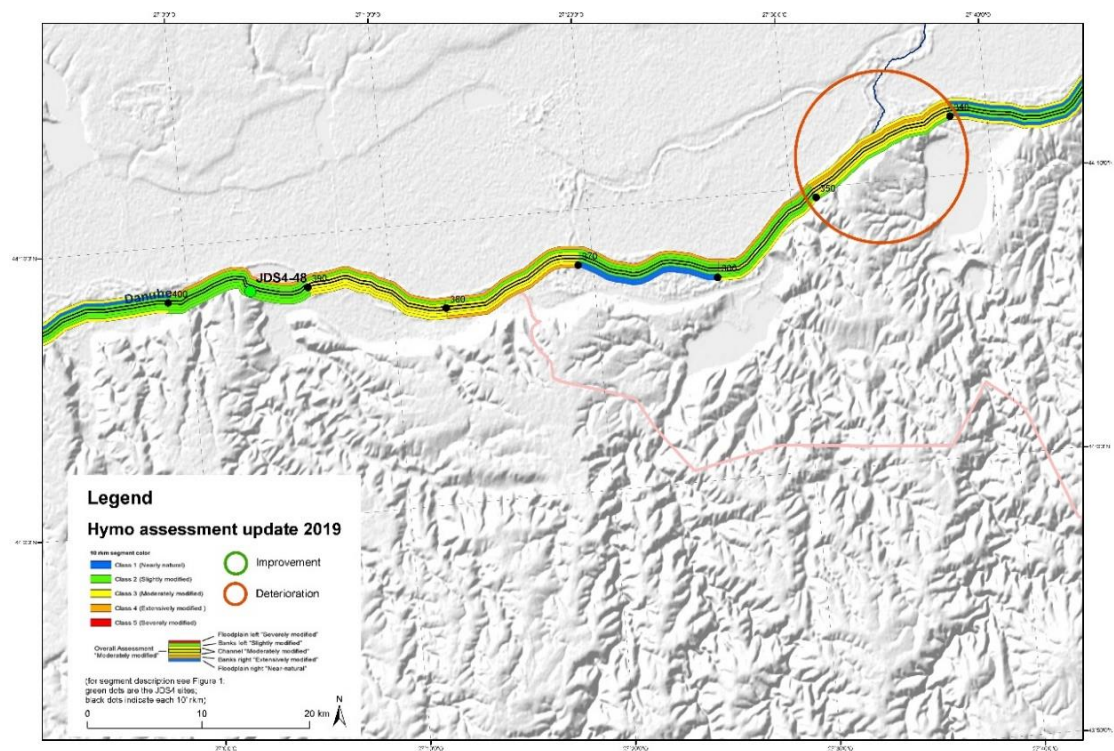 340
350
JDS4-48
390
370
360
Danube
400
380
Legend
Hymo assessment update 2019
10 rkm segment color
Class 1 (Nearly natural)
Class 2 (Slightly modified)
Class 3 (Moderately modified)
Class 4 (Extensively modified )
Class 5 (Severely modified)
Improvement
Deterioration
Overall Assessment
"Moderately modified"
Floodplain left "Severely modified"
Banks left "Slightly modified"
Channel "Moderately modified"
Banks right "Extensively modified"
Floodplain right "Near-natural"
(for segment description see Figure 1:
green dots are the JDS4 sites;
black dots indicate each 10' rkm)
N
0 10 20 km